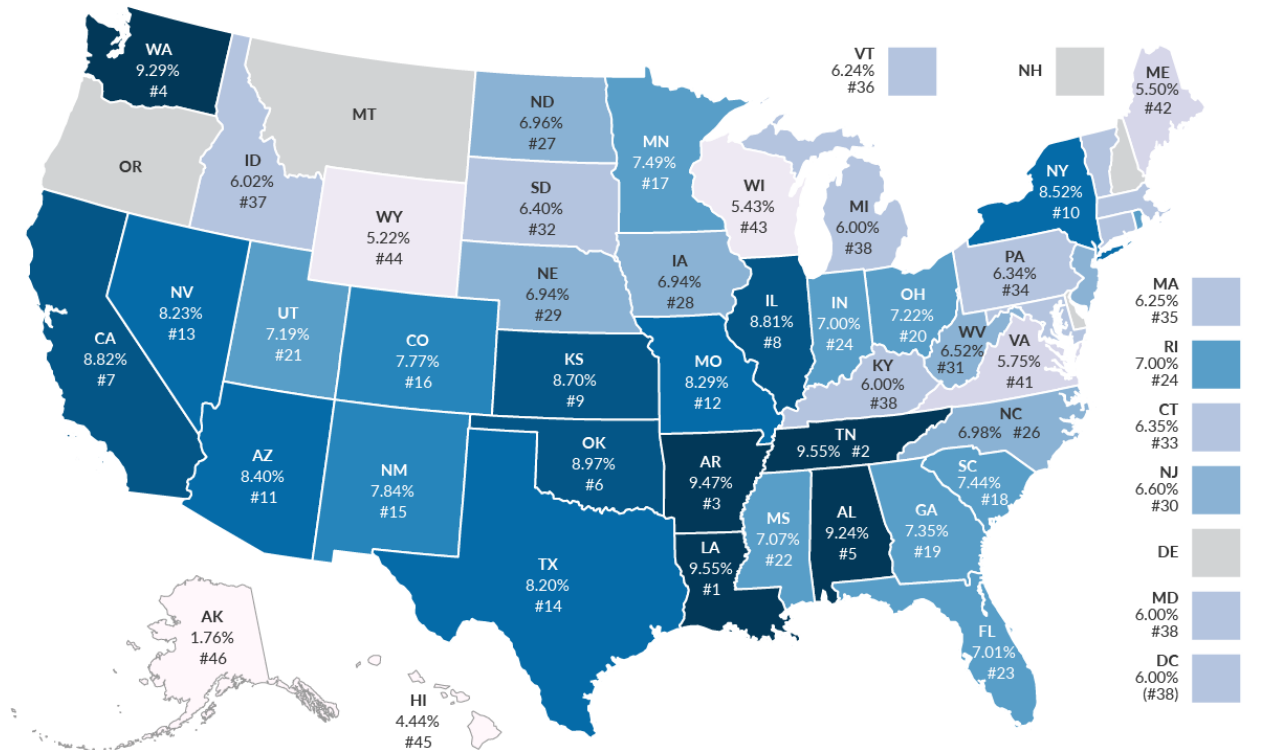 WA
9.29%
#4
VT
6.24%
#36
NH
ME
5.50%
#42
MT
ND
6.96%
#27
MN
7.49%
#17
OR
ID
6.02%
#37
WY
5.22%
#44
SD
6.40%
#32
WI
5.43%
#43
MI
6.00%
#38
NY
8.52%
#10
NE
6.94%
#29
IA
6.94%
#28
PA
6.34%
#34
NV
8.23%
#13
UT
7.19%
#21
CO
7.77%
#16
CA
8.82%
#7
KS
8.70%
#9
MO
8.29%
#12
IL
8.81%
#8
IN
7.00%
#24
OH
7.22%
#20
WV
6.52%
#31
VA
5.75%
#41
KY
6.00%
#38
NC
6.98% #26
TN
9.55% #2
AZ
8.40%
#11
NM
7.84%
#15
OK
8.97%
#6
AR
9.47%
#3
SC
7.44%
#18
MS
7.07%
#22
AL
9.24%
#5
GA
7.35%
#19
LA
9.55%
#1
TX
8.20%
#14
FL
7.01%
#23
AK
1.76%
#46
HI
4.44%
#45
MA
6.25%
#35
RI
7.00%
#24
CT
6.35%
#33
NJ
6.60%
#30
DE
MD
6.00%
#38
DC
6.00%
(#38)